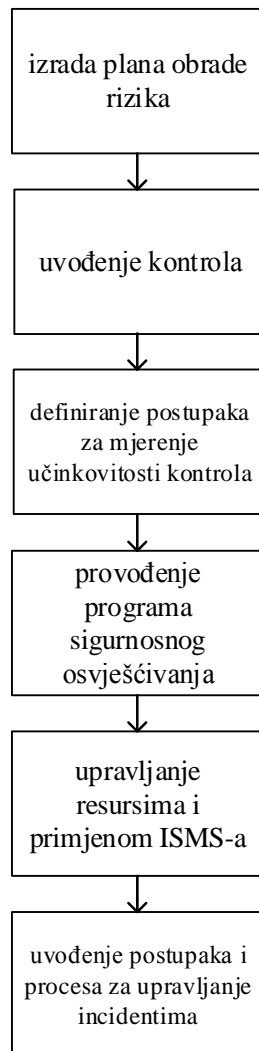 izrada plana obrade
rizika
uvođenje kontrola
definiranje postupaka
za mjerenje
učinkovitosti kontrola
provođenje
programa
sigurnosnog
osvješćivanja
upravljanje
resursima i
primjenom ISMS-a
uvođenje postupaka i
procesa za upravljanje
incidentima